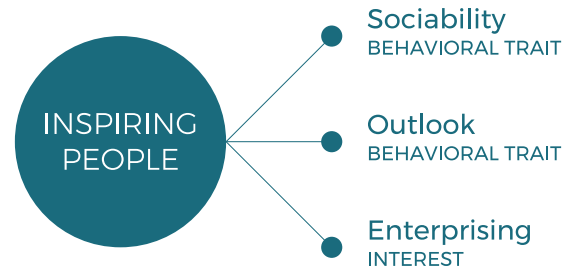 INSPIRING
PEOPLE
Sociability
BEHAVIORAL TRAIT
Outlook
BEHAVIORAL TRAIT
Enterprising
INTEREST